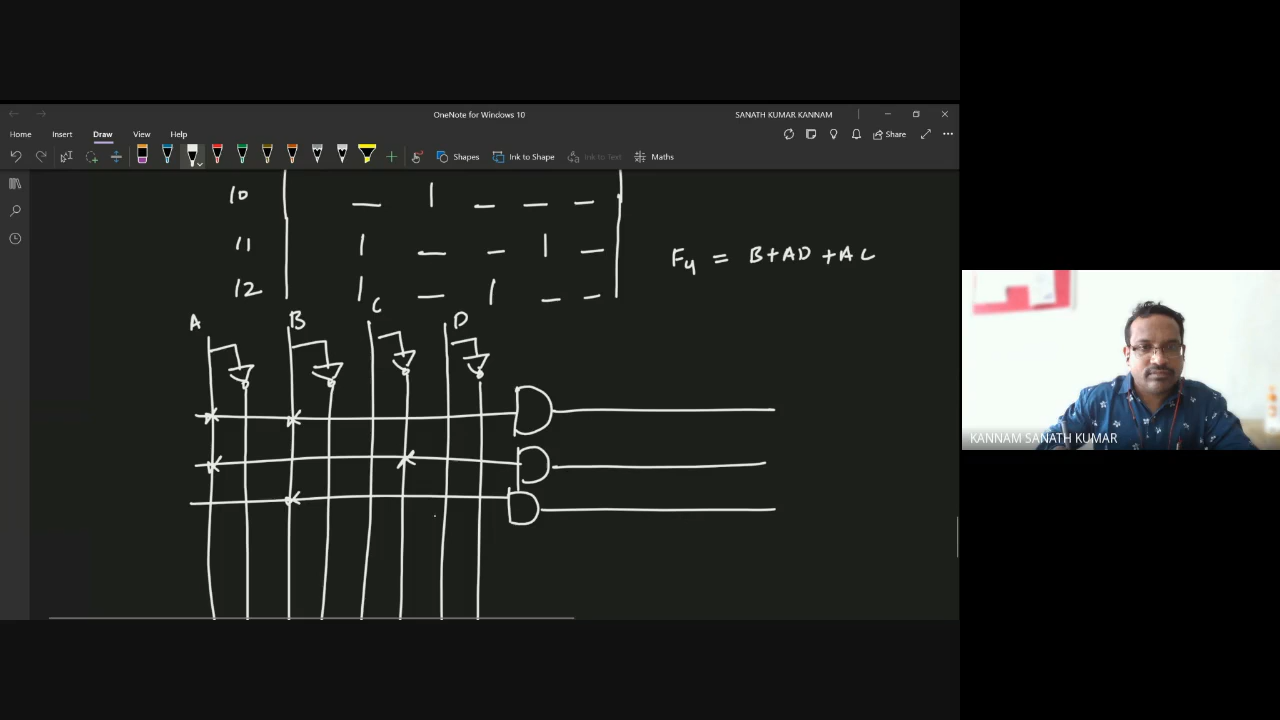 OneNote for Windows 10
SANATH KUMAR KANNAM
Home Insert Draw View Help
Share
Shapes
Ink to Shape
Ink to Text
Maths
10 _ 1 _ _ _
11 1 _ _ 1 _
12 1 _ 1 _ _
F4 = B+AD+AC
A B C D
KANNAM SANATH KUMAR